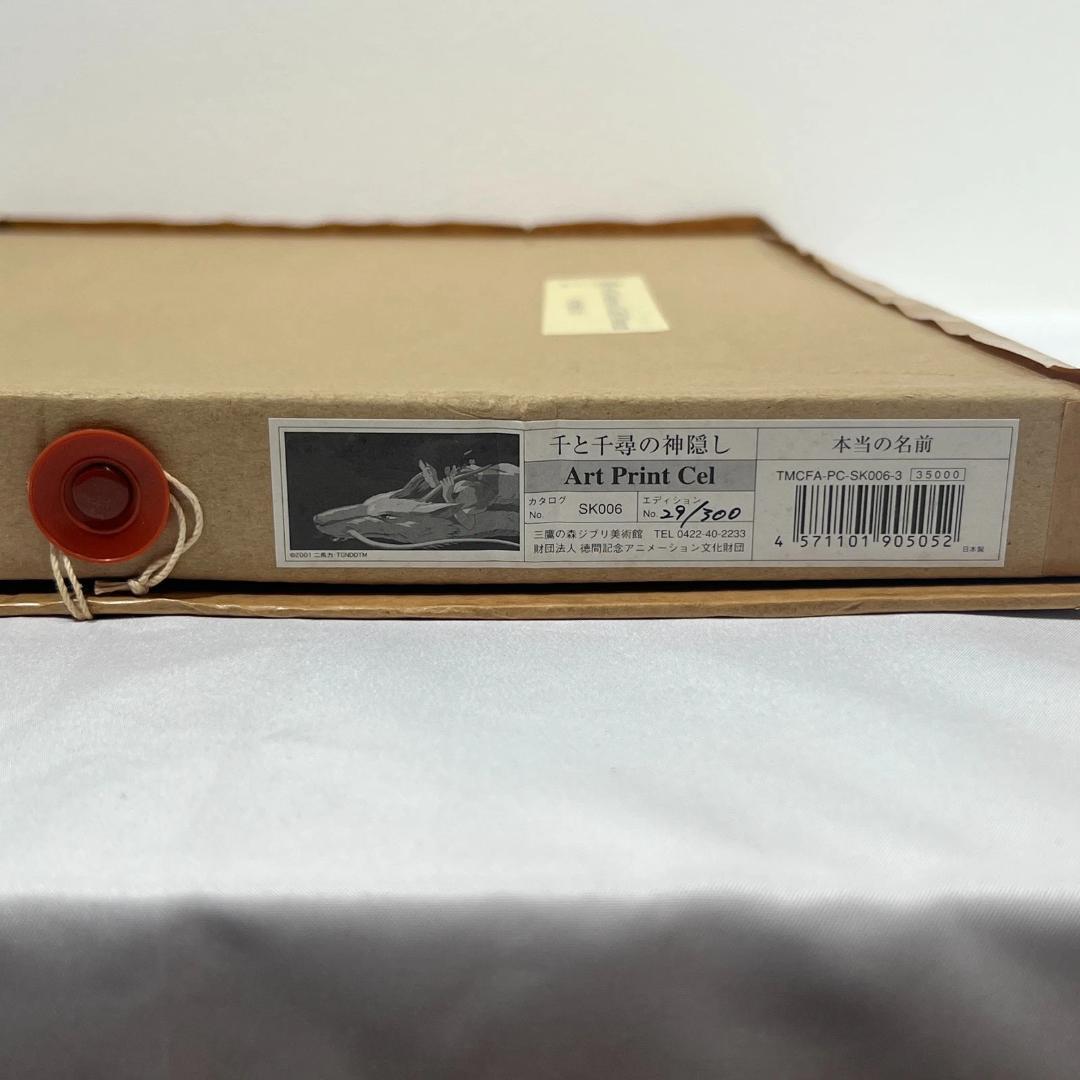 ©2001 二馬力・TGNDDTM
千と千尋の神隠し
Art Print Cel
カタログ
No. SK006
エディション
No. 29/300
三鷹の森ジブリ美術館 TEL 0422-40-2233
財団法人 徳間記念アニメーション文化財団
本当の名前
TMCFA-PC-SK006-3 35000
4 571101 905052
日本製